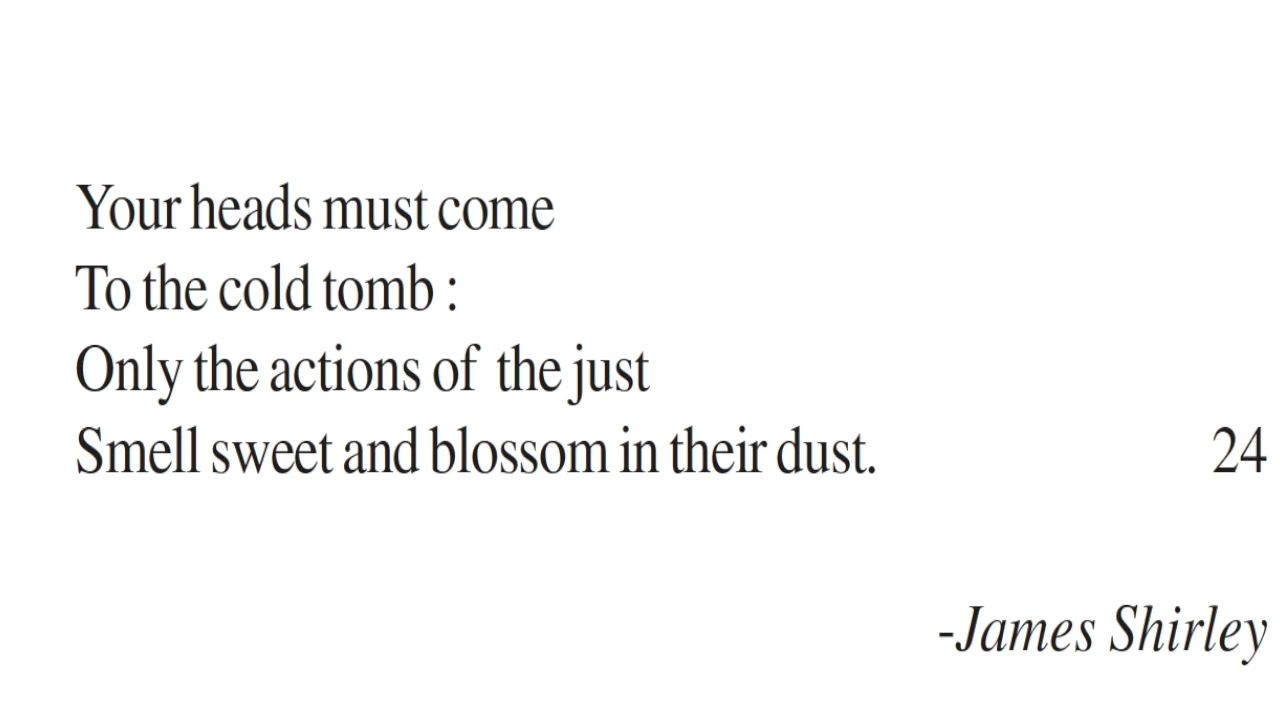 Your heads must come
To the cold tomb :
Only the actions of the just
Smell sweet and blossom in their dust. 24
-James Shirley